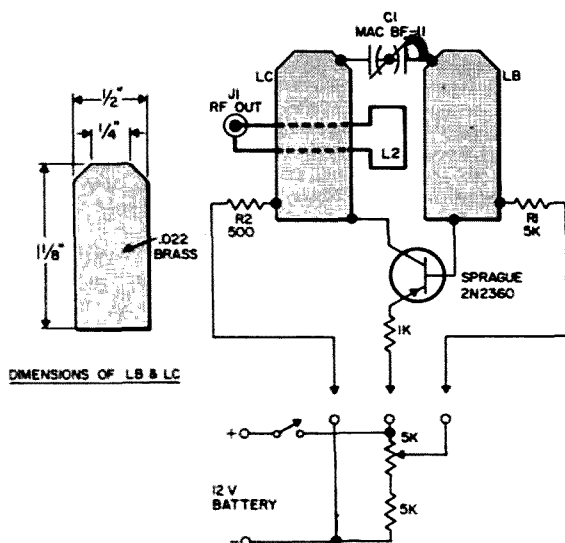 C1
MAC BF-11
LC
LB
J1
RF OUT
L2
1/2"
1/4"
1 1/8"
.022
BRASS
R2
500
R1
5K
SPRAGUE
2N2360
1K
DIMENSIONS OF LB & LC
+
5K
12 V
BATTERY
5K
-